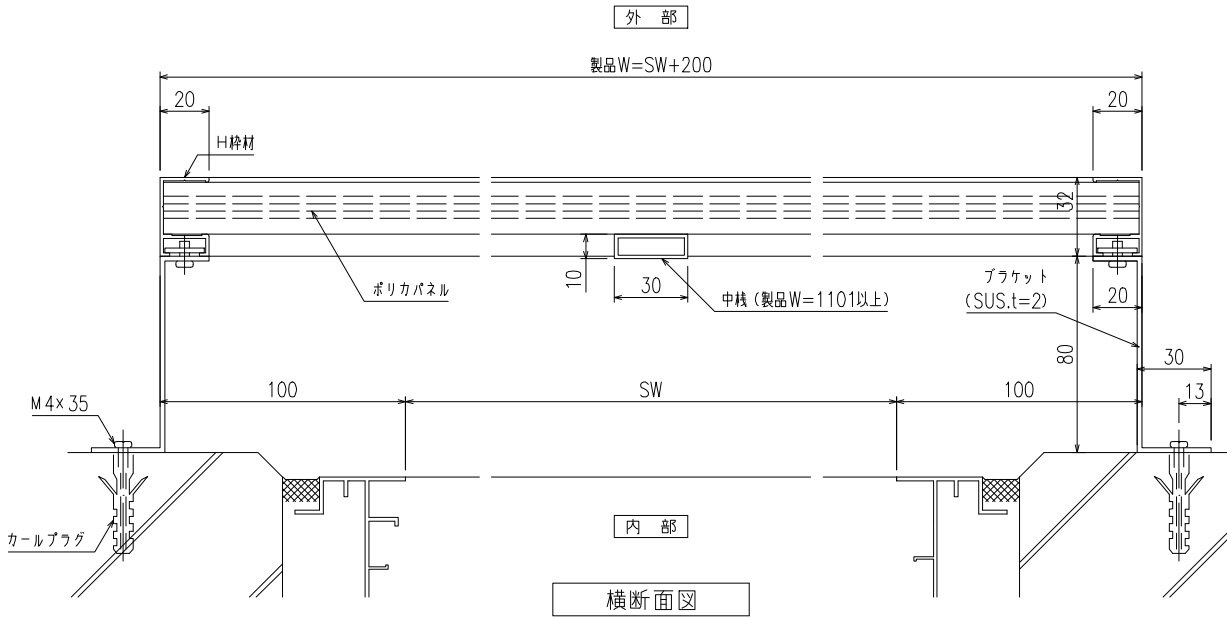 外 部
製品W=SW+200
20
20
H枠材
32
ポリカパネル
10
30
中桟(製品W=1101以上)
ブラケット
(SUS.t=2)
20
80
30
13
100
SW
100
M4×35
カールプラグ
内 部
横断面図